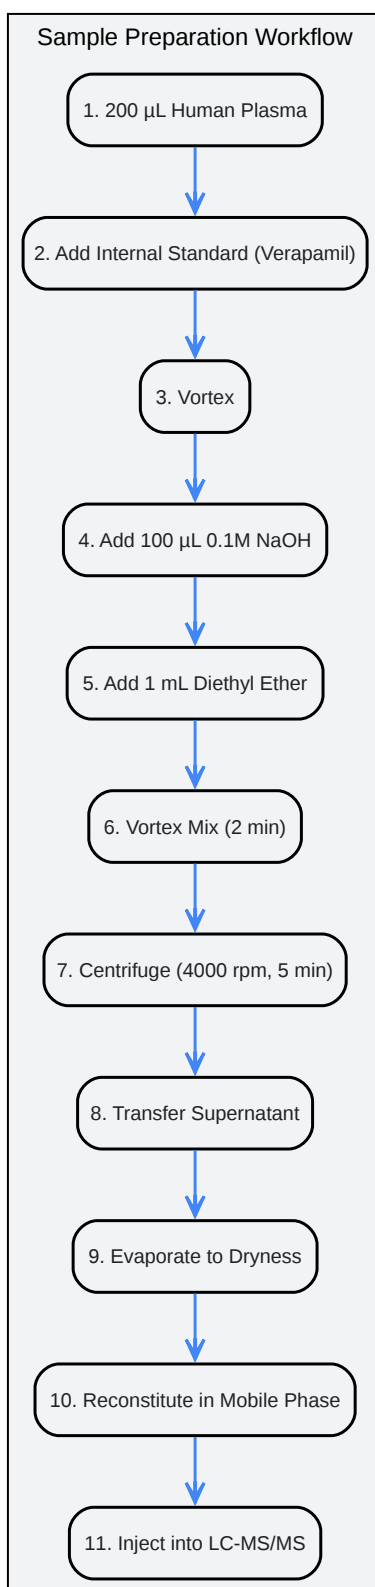 Sample Preparation Workflow
1. 200 µL Human Plasma
2. Add Internal Standard (Verapamil)
3. Vortex
4. Add 100 µL 0.1M NaOH
5. Add 1 mL Diethyl Ether
6. Vortex Mix (2 min)
7. Centrifuge (4000 rpm, 5 min)
8. Transfer Supernatant
9. Evaporate to Dryness
10. Reconstitute in Mobile Phase
11. Inject into LC-MS/MS